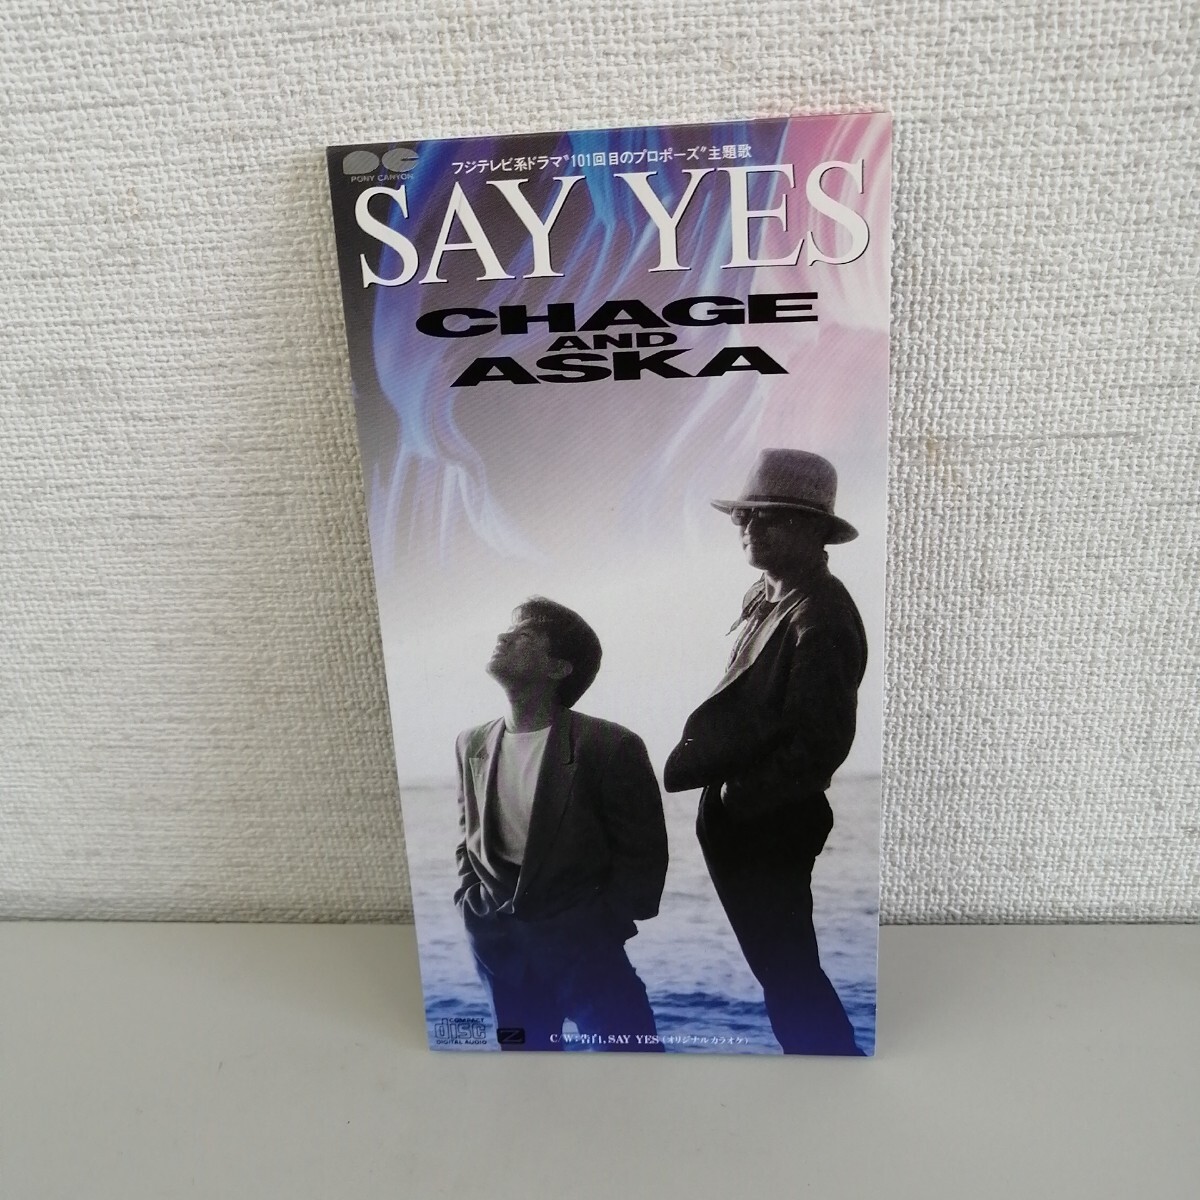 PONY CANYON
フジテレビ系ドラマ"101回目のプロポーズ"主題歌
SAY YES
CHAGE
AND
ASKA
COMPACT
disc
DIGITAL AUDIO
C/W:告白, SAY YES(オリジナルカラオケ)